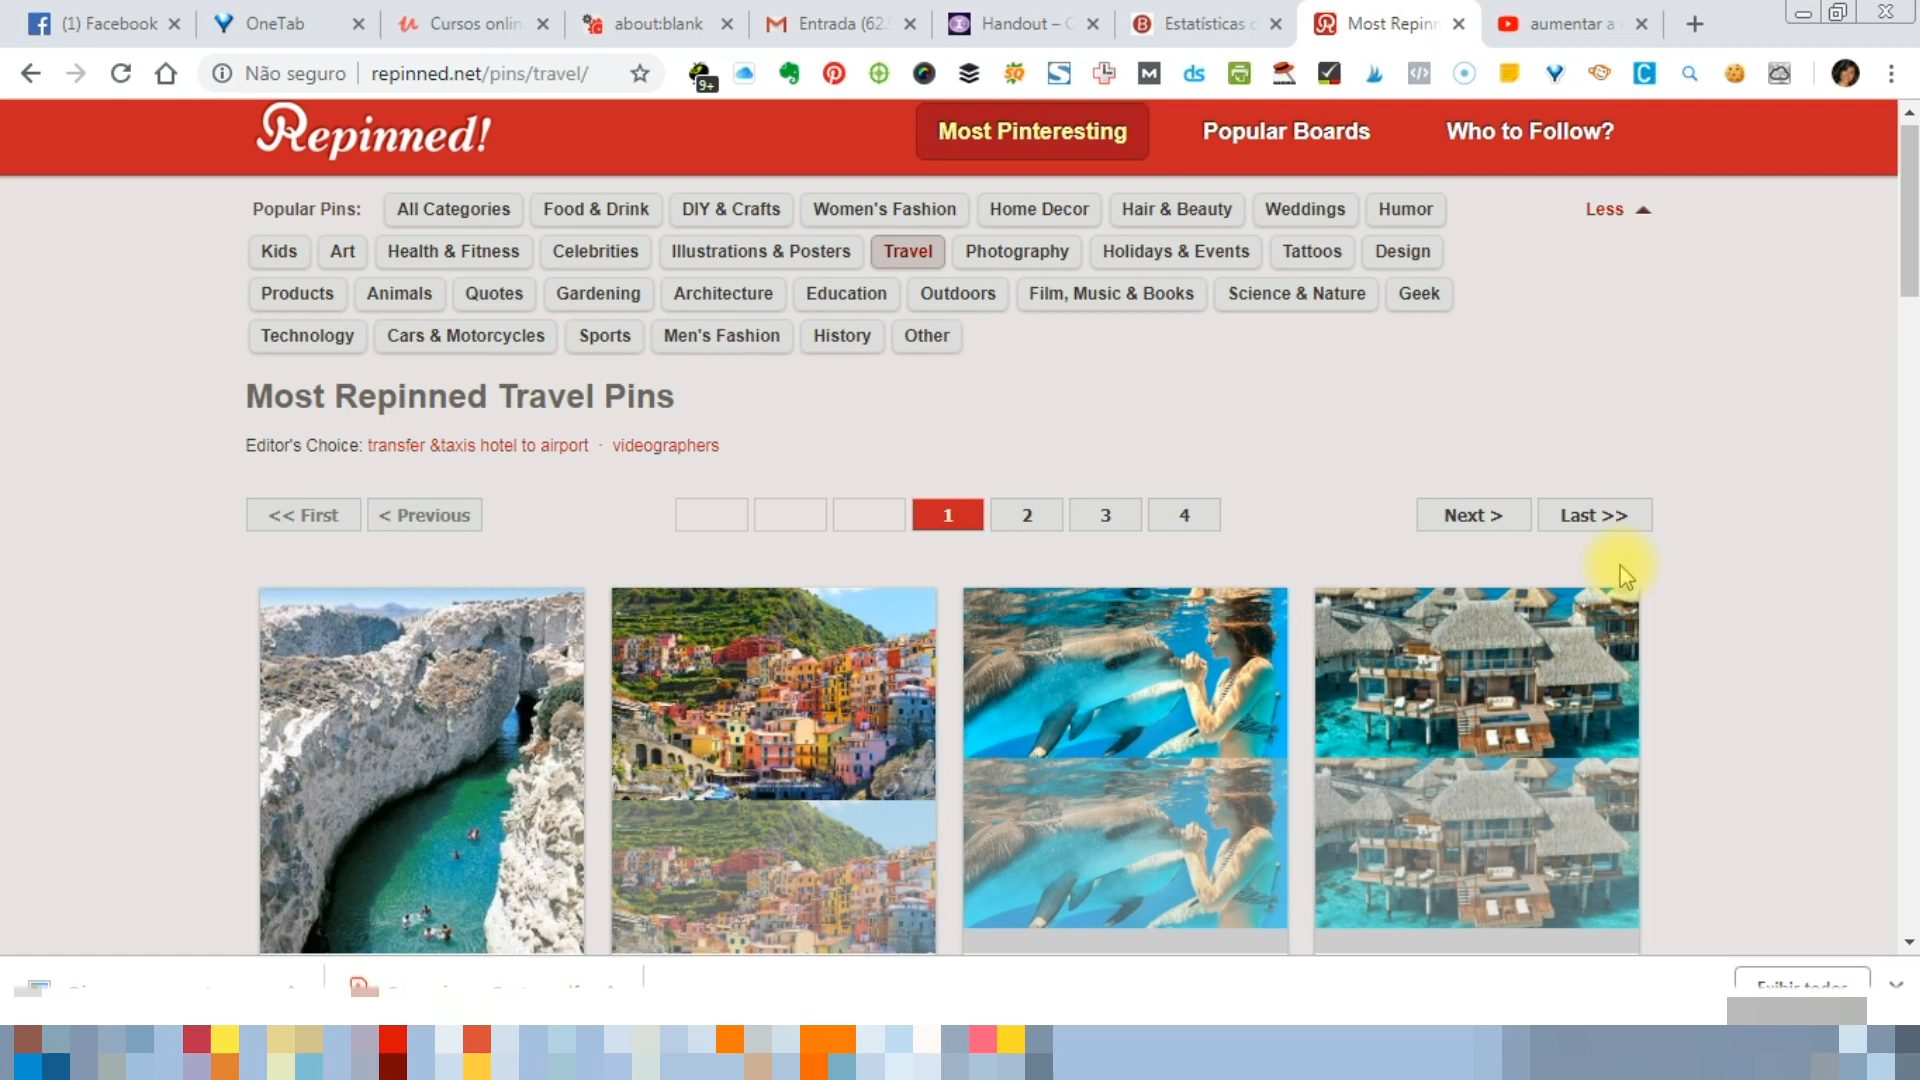 (1) Facebook
OneTab
Cursos onlin
about:blank
Entrada (62.
Handout – C
Estatísticas
Most Repinn
aumentar a
Não seguro
repinned.net/pins/travel/
9+
Repinned!
Most Pinteresting
Popular Boards
Who to Follow?
Popular Pins:
All Categories
Food & Drink
DIY & Crafts
Women's Fashion
Home Decor
Hair & Beauty
Weddings
Humor
Less
Kids
Art
Health & Fitness
Celebrities
Illustrations & Posters
Travel
Photography
Holidays & Events
Tattoos
Design
Products
Animals
Quotes
Gardening
Architecture
Education
Outdoors
Film, Music & Books
Science & Nature
Geek
Technology
Cars & Motorcycles
Sports
Men's Fashion
History
Other
Most Repinned Travel Pins
Editor's Choice: transfer &taxis hotel to airport · videographers
<< First
< Previous
1
2
3
4
Next >
Last >>
Exibir todos